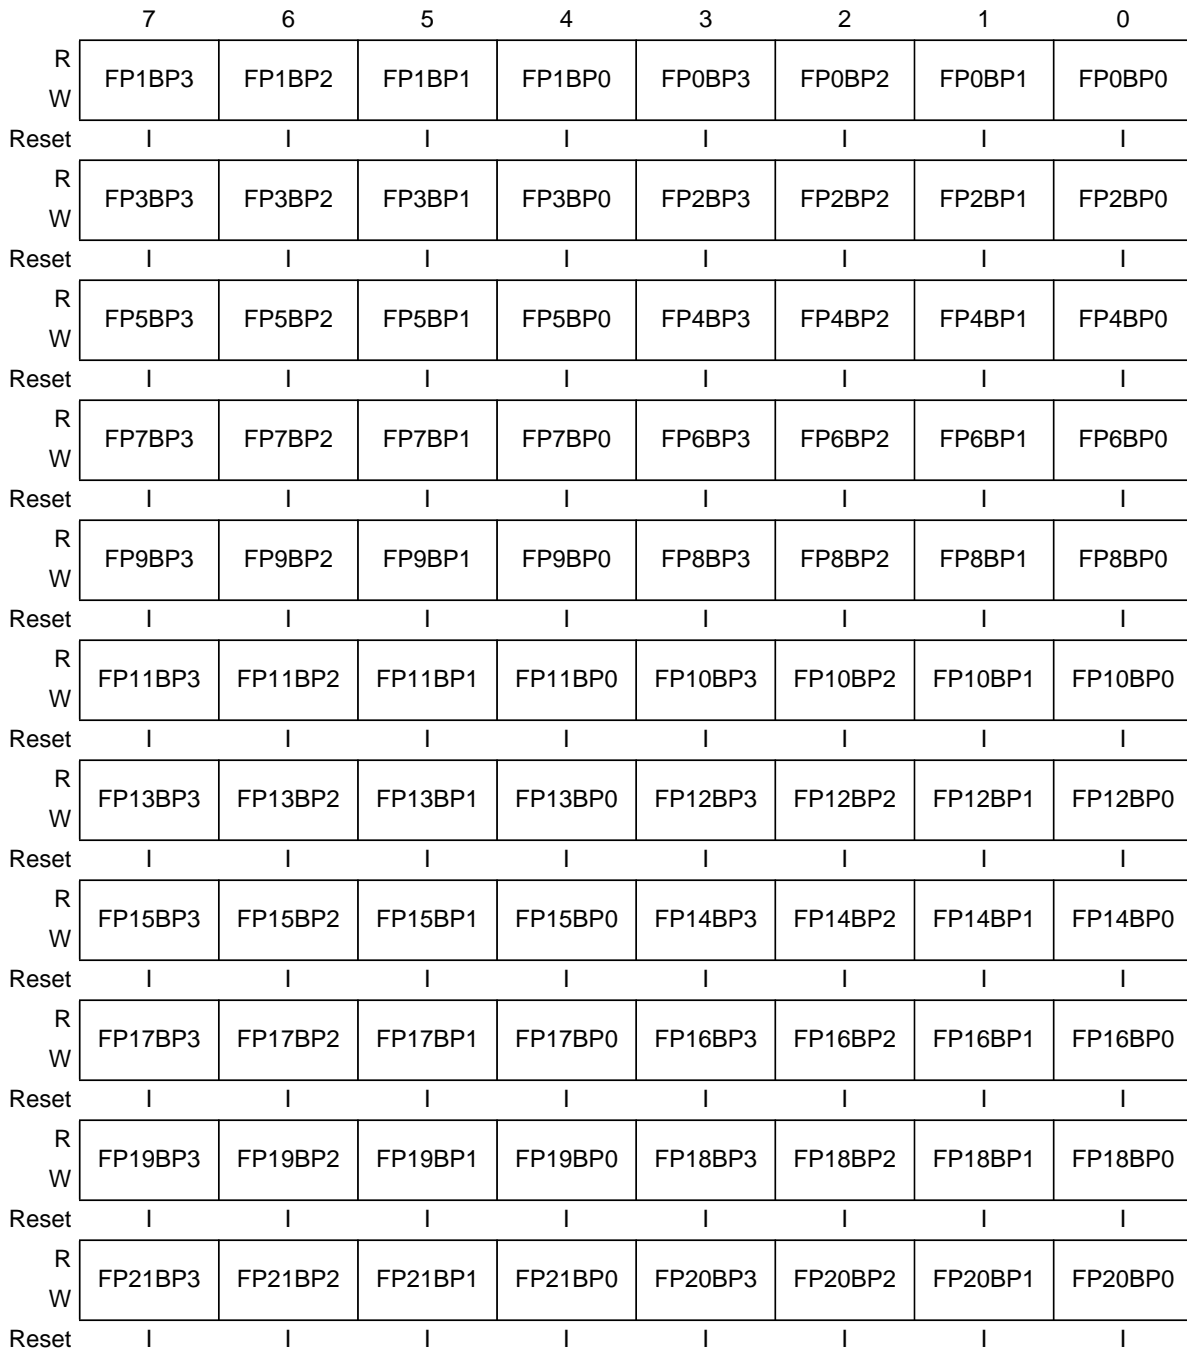 7 6 5 4 3 2 1 0
R
FP1BP3 FP1BP2 FP1BP1 FP1BP0 FP0BP3 FP0BP2 FP0BP1 FP0BP0
W
Reset I I I I I I I I
R
FP3BP3 FP3BP2 FP3BP1 FP3BP0 FP2BP3 FP2BP2 FP2BP1 FP2BP0
W
Reset I I I I I I I I
R
FP5BP3 FP5BP2 FP5BP1 FP5BP0 FP4BP3 FP4BP2 FP4BP1 FP4BP0
W
Reset I I I I I I I I
R
FP7BP3 FP7BP2 FP7BP1 FP7BP0 FP6BP3 FP6BP2 FP6BP1 FP6BP0
W
Reset I I I I I I I I
R
FP9BP3 FP9BP2 FP9BP1 FP9BP0 FP8BP3 FP8BP2 FP8BP1 FP8BP0
W
Reset I I I I I I I I
R
FP11BP3 FP11BP2 FP11BP1 FP11BP0 FP10BP3 FP10BP2 FP10BP1 FP10BP0
W
Reset I I I I I I I I
R
FP13BP3 FP13BP2 FP13BP1 FP13BP0 FP12BP3 FP12BP2 FP12BP1 FP12BP0
W
Reset I I I I I I I I
R
FP15BP3 FP15BP2 FP15BP1 FP15BP0 FP14BP3 FP14BP2 FP14BP1 FP14BP0
W
Reset I I I I I I I I
R
FP17BP3 FP17BP2 FP17BP1 FP17BP0 FP16BP3 FP16BP2 FP16BP1 FP16BP0
W
Reset I I I I I I I I
R
FP19BP3 FP19BP2 FP19BP1 FP19BP0 FP18BP3 FP18BP2 FP18BP1 FP18BP0
W
Reset I I I I I I I I
R
FP21BP3 FP21BP2 FP21BP1 FP21BP0 FP20BP3 FP20BP2 FP20BP1 FP20BP0
W
Reset I I I I I I I I